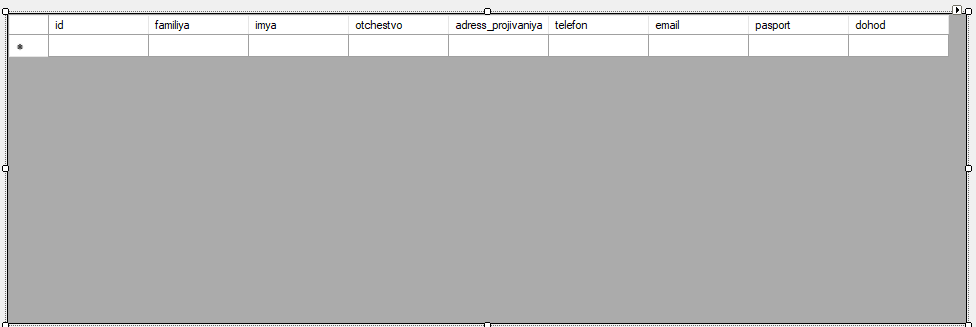 id familiya imya otchestvo adress_projivaniya telefon email pasport dohod